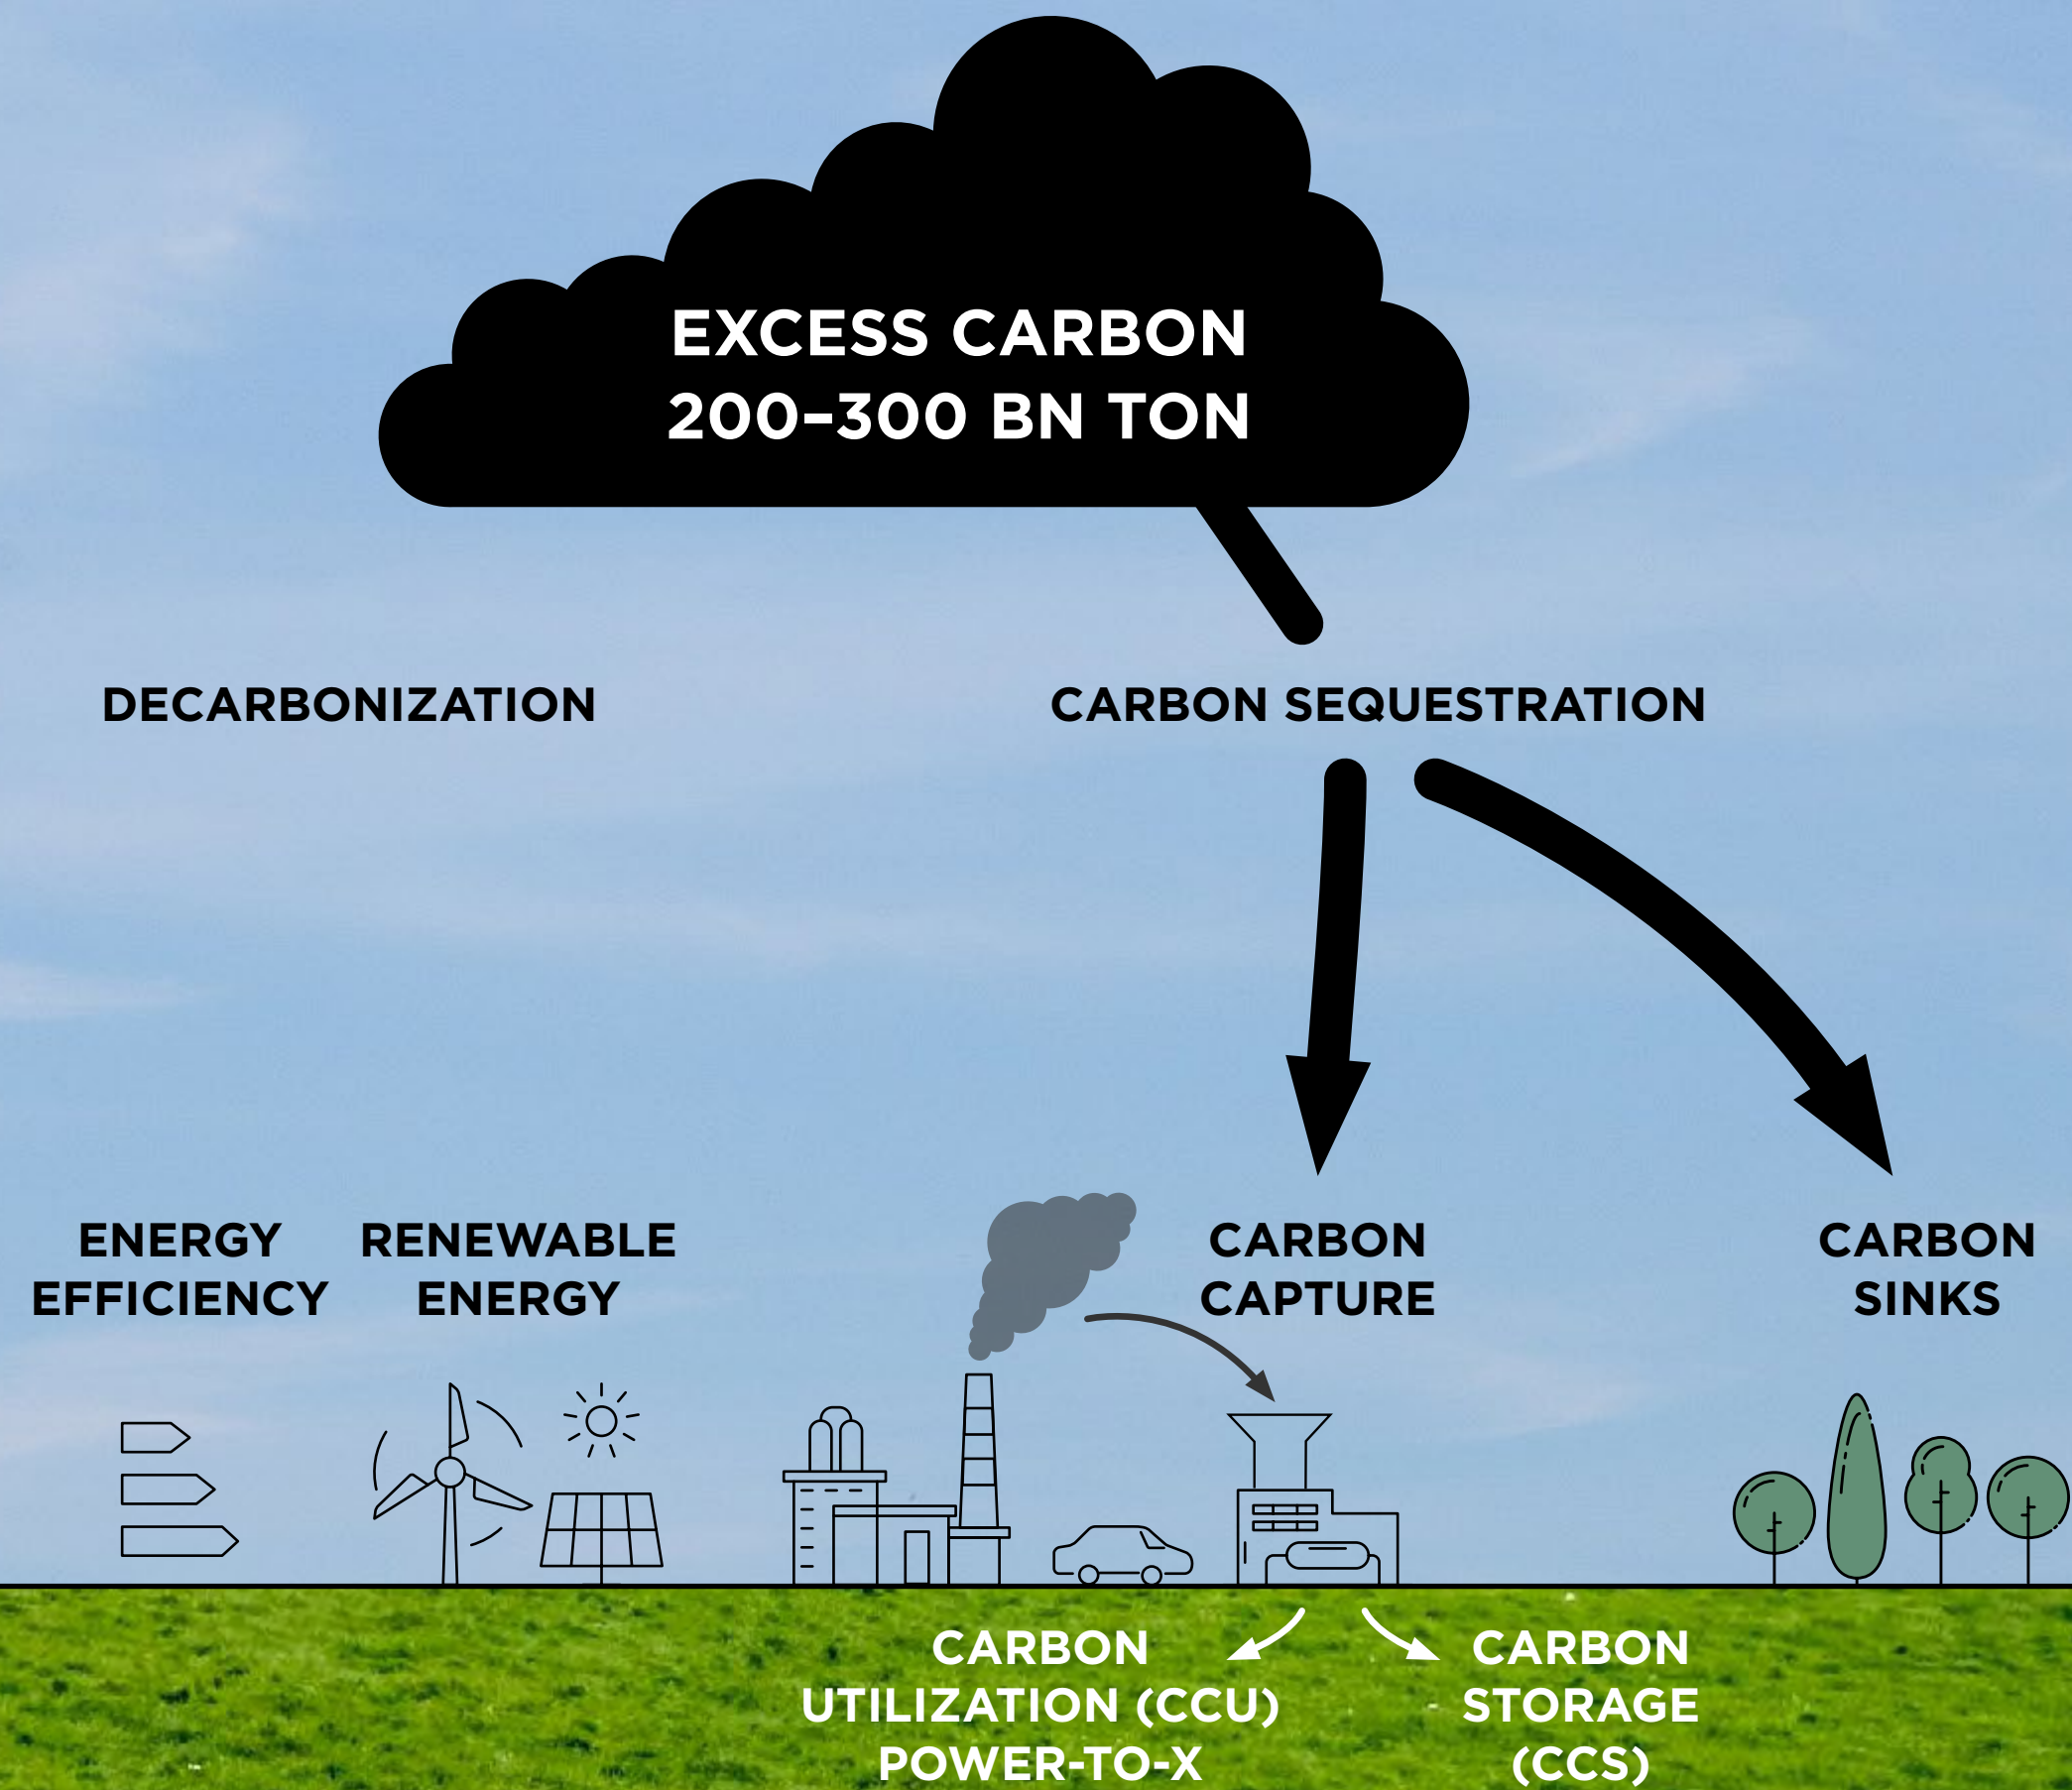 EXCESS CARBON
200–300 BN TON
DECARBONIZATION
CARBON SEQUESTRATION
ENERGY
EFFICIENCY
RENEWABLE
ENERGY
CARBON
CAPTURE
CARBON
SINKS
CARBON
UTILIZATION (CCU)
POWER-TO-X
CARBON
STORAGE
(CCS)